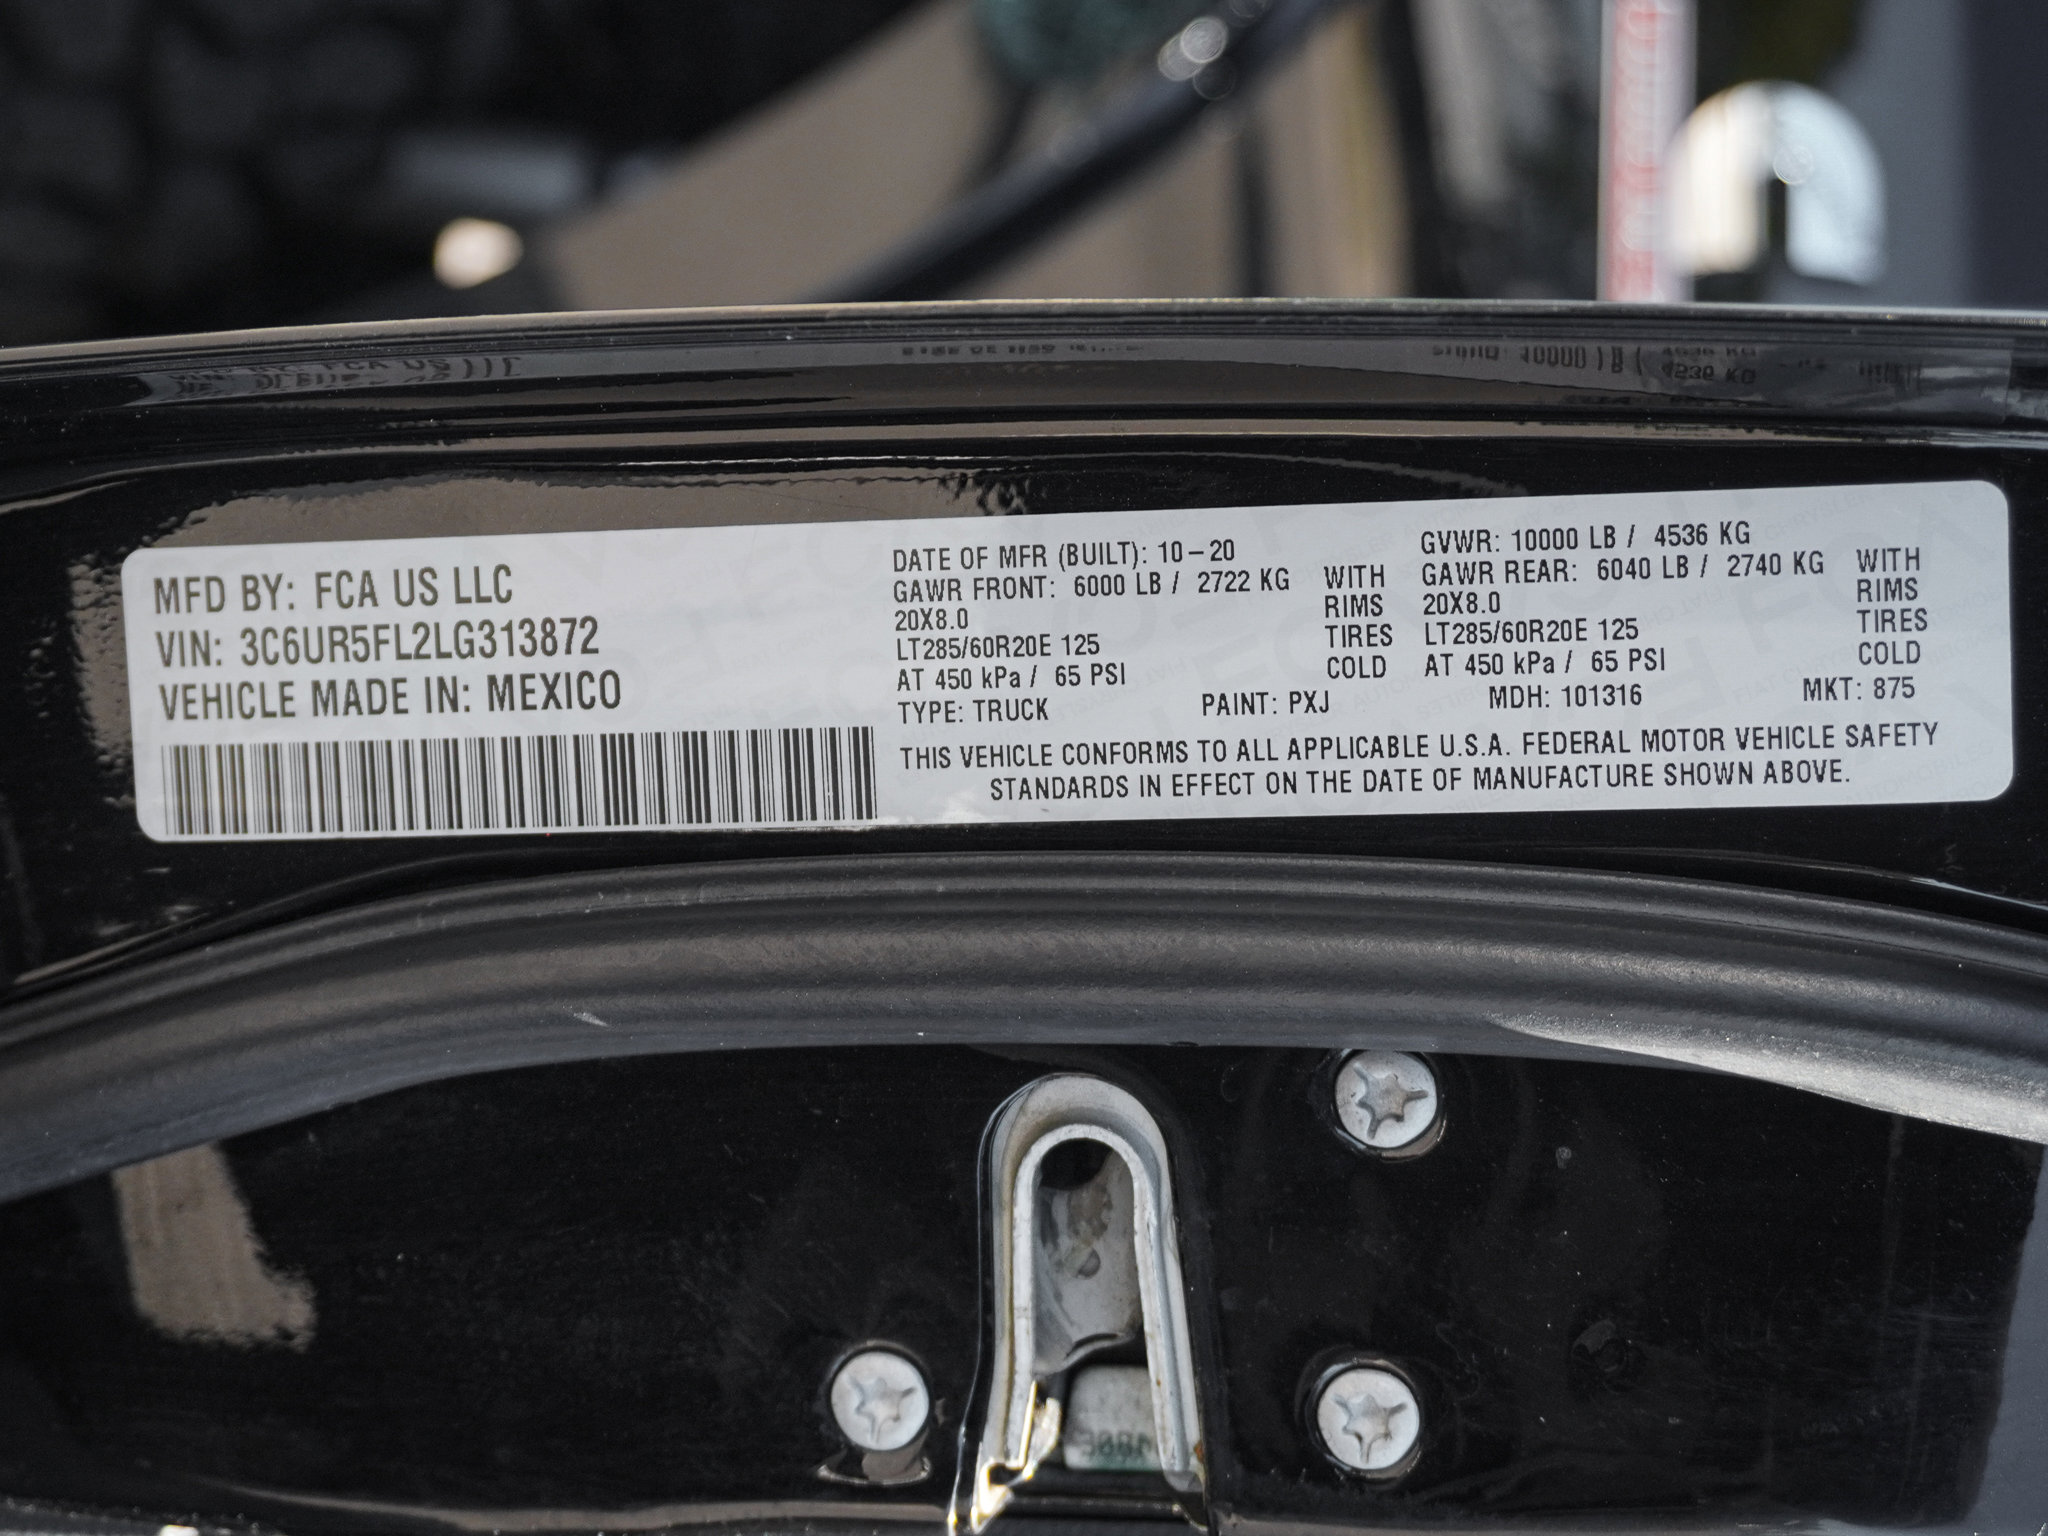 MFD BY: FCA US LLC
VIN: 3C6UR5FL2LG313872
VEHICLE MADE IN: MEXICO
DATE OF MFR (BUILT): 10-20
GVWR: 10000 LB / 4536 KG
GAWR FRONT: 6000 LB / 2722 KG WITH
20X8.0 RIMS
LT285/60R20E 125 TIRES
AT 450 kPa / 65 PSI COLD
GAWR REAR: 6040 LB / 2740 KG WITH
20X8.0 RIMS
LT285/60R20E 125 TIRES
AT 450 kPa / 65 PSI COLD
TYPE: TRUCK PAINT: PXJ MDH: 101316 MKT: 875
THIS VEHICLE CONFORMS TO ALL APPLICABLE U.S.A. FEDERAL MOTOR VEHICLE SAFETY
STANDARDS IN EFFECT ON THE DATE OF MANUFACTURE SHOWN ABOVE.